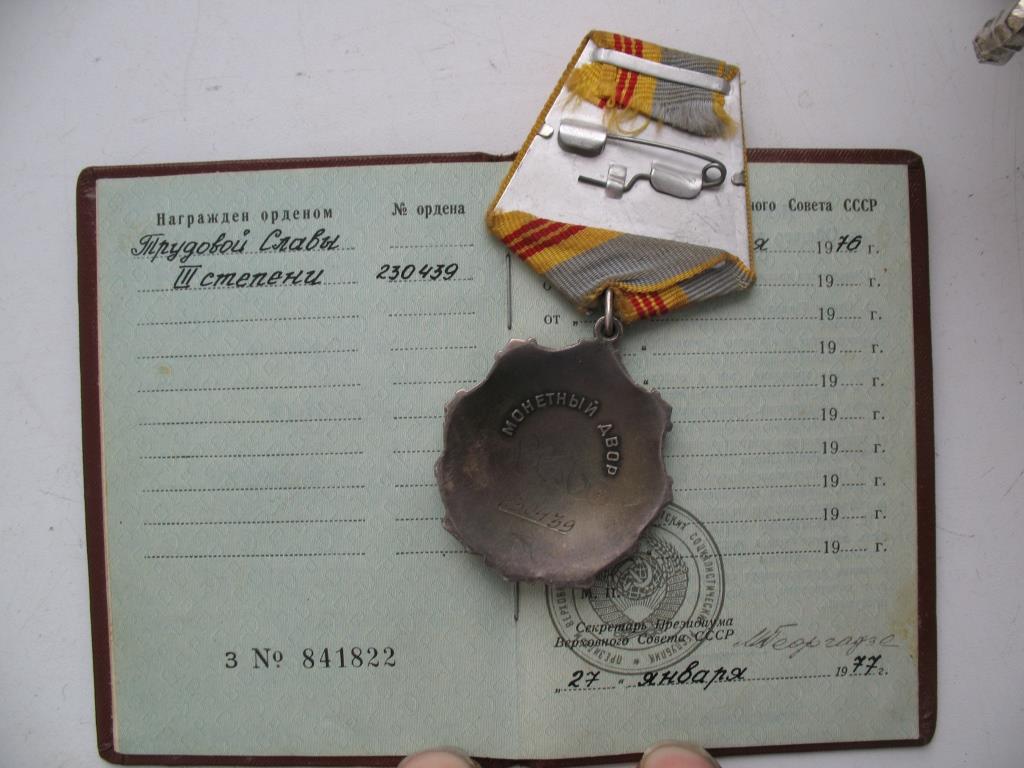 Награжден орденом № ордена ного Совета СССР
Трудовой Славы я 1976 г.
III степени 230439 о 19 г.
от „ 19 г.
“ 19 г.
“ 19 г.
19 г.
19 г.
19 г.
19 г.
19 г.
МОНЕТНЫЙ ДВОР
230439
М. П.
Секретарь Президиума
Верховного Совета СССР
З № 841822
„27“ января 1977 г.